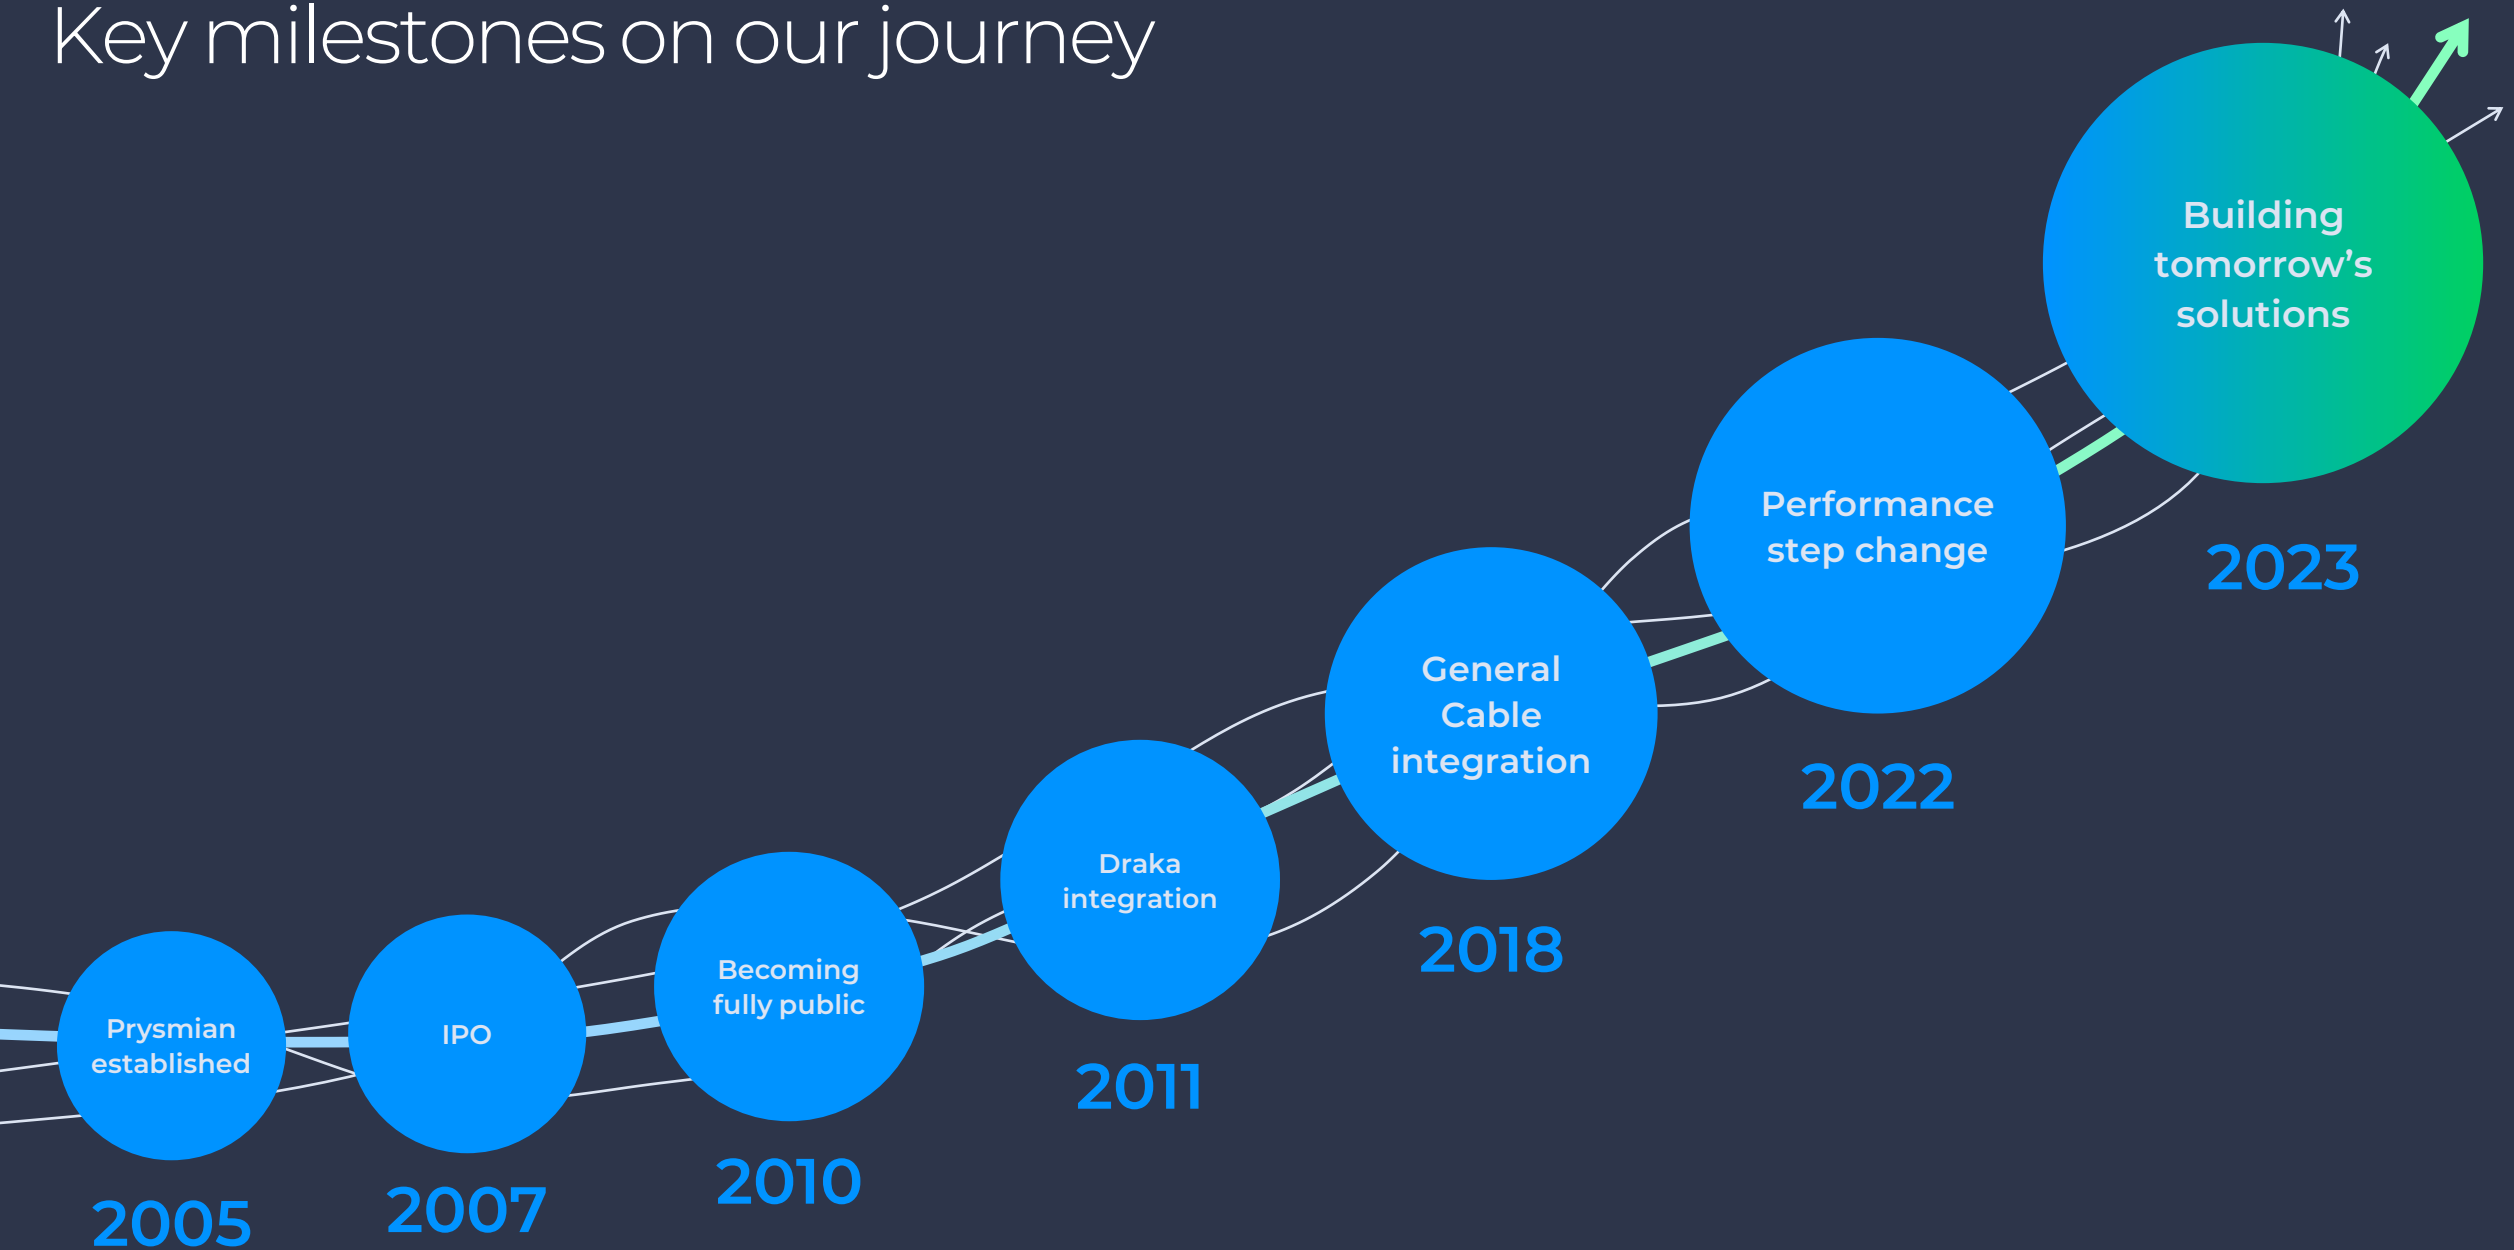 Key milestones on our journey
Prysmian
established
2005
IPO
2007
Becoming
fully public
2010
Draka
integration
2011
General
Cable
integration
2018
Performance
step change
2022
Building
tomorrow’s
solutions
2023